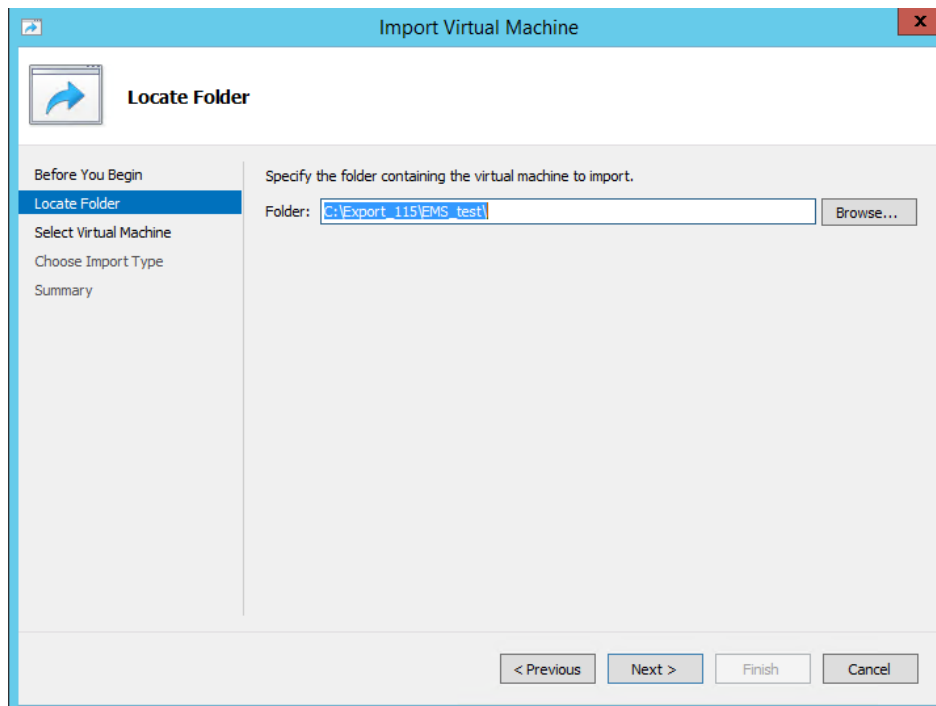 Import Virtual Machine
x
Locate Folder
Before You Begin
Locate Folder
Select Virtual Machine
Choose Import Type
Summary
Specify the folder containing the virtual machine to import.
Folder: C:\Export_115\EMS_test\ Browse...
< Previous Next > Finish Cancel